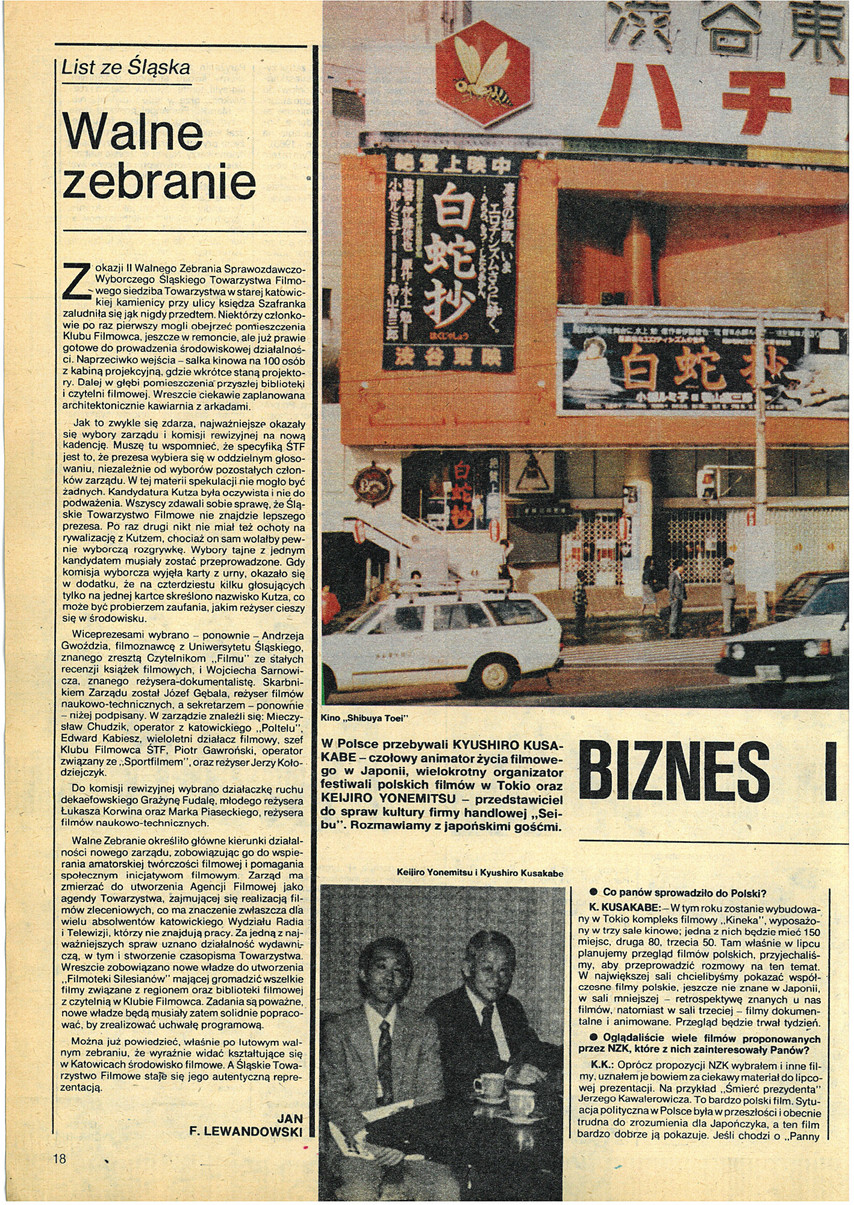 List ze Śląska
Walne
zebranie
Z okazji II Walnego Zebrania Sprawozdawczo-
Wyborczego Śląskiego Towarzystwa Filmo-
wego siedziba Towarzystwa w starej katowic-
kiej kamienicy przy ulicy księdza Szafranka
zaludniła się jąk nigdy przedtem. Niektórzy członko-
wie po raz pierwszy mogli obejrzeć pomieszczenia
Klubu Filmowca, jeszcze w remoncie, ale już prawie
gotowe do prowadzenia środowiskowej działalnoś-
ci. Naprzeciwko wejścia – salka kinowa na 100 osób
z kabiną projekcyjną, gdzie wkrótce staną projekto-
ry. Dalej w głębi pomieszczenia przyszłej biblioteki
i czytelni filmowej. Wreszcie ciekawie zaplanowana
architektonicznie kawiarnia z arkadami.
Jak to zwykle się zdarza, najważniejsze okazały
się wybory zarządu i komisji rewizyjnej na nową
kadencję. Muszę tu wspomnieć, że specyfiką ŚTF
jest to, że prezesa wybiera się w oddzielnym głoso-
waniu, niezależnie od wyborów pozostałych człon-
ków zarządu. W tej materii spekulacji nie mogło być
żadnych. Kandydatura Kutza była oczywista i nie do
podważenia. Wszyscy zdawali sobie sprawę, że Ślą-
skie Towarzystwo Filmowe nie znajdzie lepszego
prezesa. Po raz drugi nikt nie miał też ochoty na
rywalizację z Kutzem, chociaż on sam wolałby pew-
nie wyborczą rozgrywkę. Wybory tajne z jednym
kandydatem musiały zostać przeprowadzone. Gdy
komisja wyborcza wyjęła karty z urny, okazało się
w dodatku, że na czterdziestu kilku głosujących
tylko na jednej kartce skreślono nazwisko Kutza, co
może być probierzem zaufania, jakim reżyser cieszy
się w środowisku.
Wiceprezesami wybrano – ponownie – Andrzeja
Gwoździa, filmoznawcę z Uniwersytetu Śląskiego,
znanego zresztą Czytelnikom „Filmu” ze stałych
recenzji książek filmowych, i Wojciecha Sarnowi-
cza, znanego reżysera-dokumentalistę. Skarbni-
kiem Zarządu został Józef Gębala, reżyser filmów
naukowo-technicznych, a sekretarzem – ponownie
– niżej podpisany. W zarządzie znaleźli się: Mieczy-
sław Chudzik, operator z katowickiego „Poltelu”,
Edward Kabiesz, wieloletni działacz filmowy, szef
Klubu Filmowca ŚTF, Piotr Gawroński, operator
związany ze „Sportfilmem”, oraz reżyser Jerzy Koło-
dziejczyk.
Do komisji rewizyjnej wybrano działaczkę ruchu
dekaefowskiego Grażynę Fudalę, młodego reżysera
Łukasza Korwina oraz Marka Piaseckiego, reżysera
filmów naukowo-technicznych.
Walne Zebranie określiło główne kierunki działal-
ności nowego zarządu, zobowiązując go do wspie-
rania amatorskiej twórczości filmowej i pomagania
społecznym inicjatywom filmowym. Zarząd ma
zmierzać do utworzenia Agencji Filmowej jako
agendy Towarzystwa, zajmującej się realizacją fil-
mów zleceniowych, co ma znaczenie zwłaszcza dla
wielu absolwentów katowickiego Wydziału Radia
i Telewizji, którzy nie znajdują pracy. Za jedną z naj-
ważniejszych spraw uznano działalność wydawni-
czą, w tym i stworzenie czasopisma Towarzystwa.
Wreszcie zobowiązano nowe władze do utworzenia
„Filmoteki Silesianów” mającej gromadzić wszelkie
filmy związane z regionem oraz biblioteki filmowej
z czytelnią w Klubie Filmowca. Zadania są poważne,
nowe władze będą musiały zatem solidnie popraco-
wać, by zrealizować uchwałę programową.
Można już powiedzieć, właśnie po lutowym wal-
nym zebraniu, że wyraźnie widać kształtujące się
w Katowicach środowisko filmowe. A Śląskie Towa-
rzystwo Filmowe staje się jego autentyczną repre-
zentacją.
JAN
F. LEWANDOWSKI
18
渋谷東
ハチ
絶賛上映中
白蛇抄
はくじゃしょう
小柳ルミ子
渋谷東映
白蛇抄
小柳ルミ子
白蛇抄
Kino „Shibuya Toei”
W Polsce przebywali KYUSHIRO KUSA-
KABE – czołowy animator życia filmowe-
go w Japonii, wielokrotny organizator
festiwali polskich filmów w Tokio oraz
KEIJIRO YONEMITSU – przedstawiciel
do spraw kultury firmy handlowej „Sei-
bu”. Rozmawiamy z japońskimi gośćmi.
BIZNES I
Keijiro Yonemitsu i Kyushiro Kusakabe
● Co panów sprowadziło do Polski?
K. KUSAKABE: – W tym roku zostanie wybudowa-
ny w Tokio kompleks filmowy „Kineka”, wyposażo-
ny w trzy sale kinowe; jedna z nich będzie mieć 150
miejsc, druga 80, trzecia 50. Tam właśnie w lipcu
planujemy przegląd filmów polskich, przyjechaliś-
my, aby przeprowadzić rozmowy na ten temat.
W największej sali chcielibyśmy pokazać współ-
czesne filmy polskie, jeszcze nie znane w Japonii,
w sali mniejszej – retrospektywę znanych u nas
filmów, natomiast w sali trzeciej – filmy dokumen-
talne i animowane. Przegląd będzie trwał tydzień.
● Oglądaliście wiele filmów proponowanych
przez NZK, które z nich zainteresowały Panów?
K.K.: Oprócz propozycji NZK wybrałem i inne fil-
my, uznałem je bowiem za ciekawy materiał do lipco-
wej prezentacji. Na przykład „Śmierć prezydenta”
Jerzego Kawalerowicza. To bardzo polski film. Sytu-
acja polityczna w Polsce była w przeszłości i obecnie
trudna do zrozumienia dla Japończyka, a ten film
bardzo dobrze ją pokazuje. Jeśli chodzi o „Panny